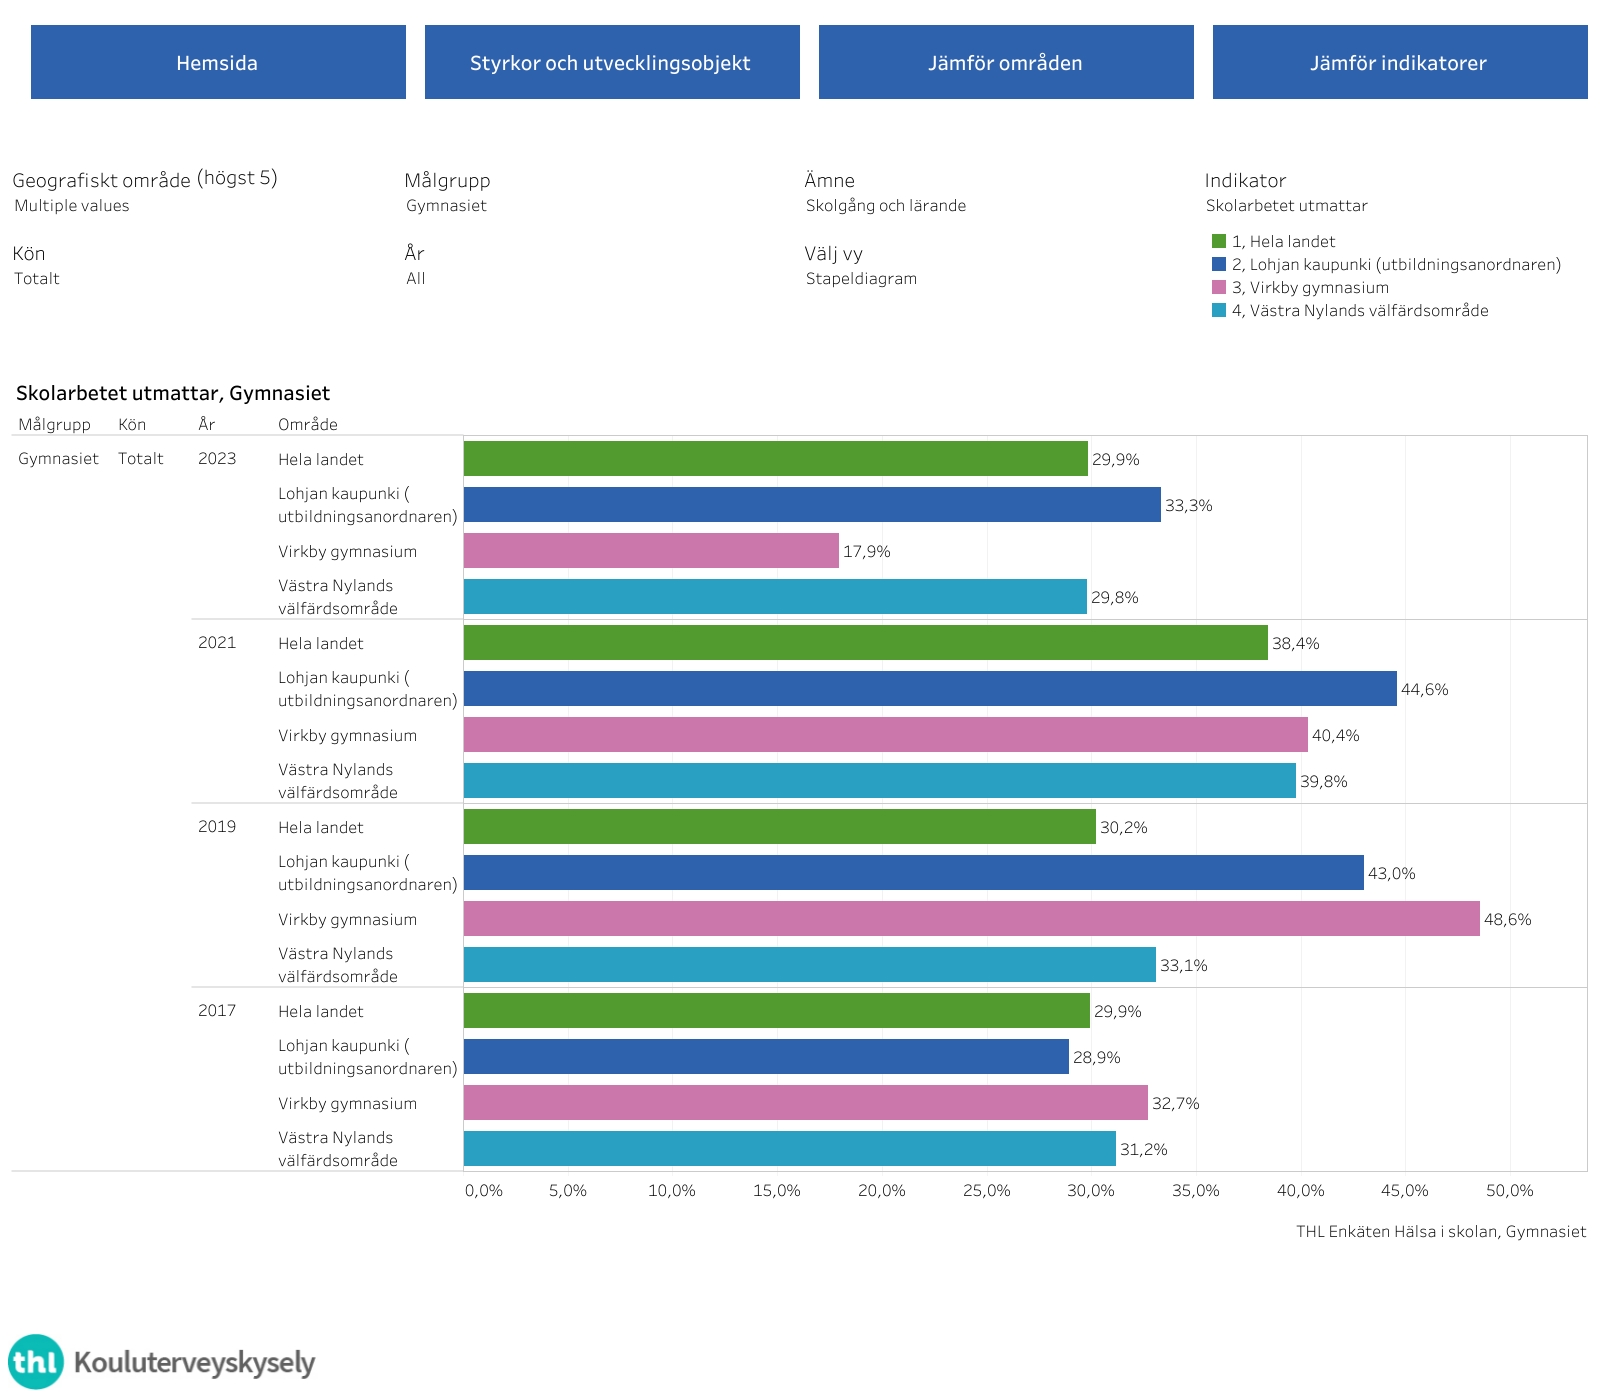 Hemsida
Styrkor och utvecklingsobjekt
Jämför områden
Jämför indikatorer
Geografiskt område (högst 5)
Multiple values
Målgrupp
Gymnasiet
Ämne
Skolgång och lärande
Indikator
Skolarbetet utmattar
Kön
Totalt
År
All
Välj vy
Stapeldiagram
1, Hela landet
2, Lohjan kaupunki (utbildningsanordnaren)
3, Virkby gymnasium
4, Västra Nylands välfärdsområde
Skolarbetet utmattar, Gymnasiet
Målgrupp Kön År Område
Gymnasiet Totalt 2023 Hela landet 29,9%
Lohjan kaupunki (
utbildningsanordnaren) 33,3%
Virkby gymnasium 17,9%
Västra Nylands
välfärdsområde 29,8%
2021 Hela landet 38,4%
Lohjan kaupunki (
utbildningsanordnaren) 44,6%
Virkby gymnasium 40,4%
Västra Nylands
välfärdsområde 39,8%
2019 Hela landet 30,2%
Lohjan kaupunki (
utbildningsanordnaren) 43,0%
Virkby gymnasium 48,6%
Västra Nylands
välfärdsområde 33,1%
2017 Hela landet 29,9%
Lohjan kaupunki (
utbildningsanordnaren) 28,9%
Virkby gymnasium 32,7%
Västra Nylands
välfärdsområde 31,2%
0,0% 5,0% 10,0% 15,0% 20,0% 25,0% 30,0% 35,0% 40,0% 45,0% 50,0%
THL Enkäten Hälsa i skolan, Gymnasiet
thl Kouluterveyskysely